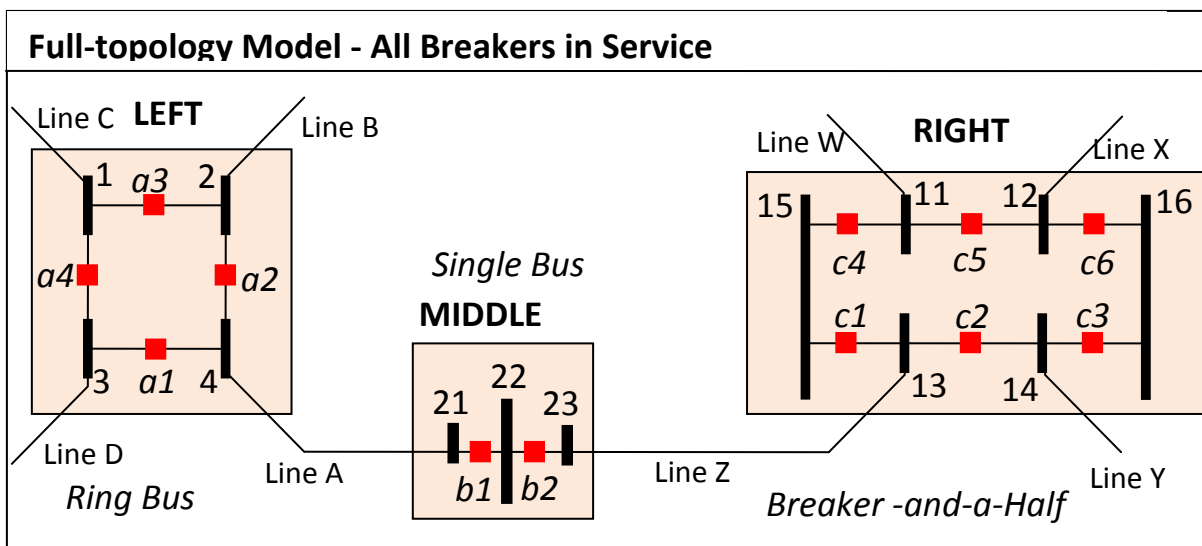 Full-topology Model - All Breakers in Service
Line C
LEFT
Line B
1
a3
2
a4
a2
3
a1
4
Line D
Line A
Ring Bus
Single Bus
MIDDLE
21
22
23
b1
b2
Line Z
Line W
RIGHT
Line X
15
11
12
16
c4
c5
c6
c1
c2
c3
13
14
Line Y
Breaker -and-a-Half